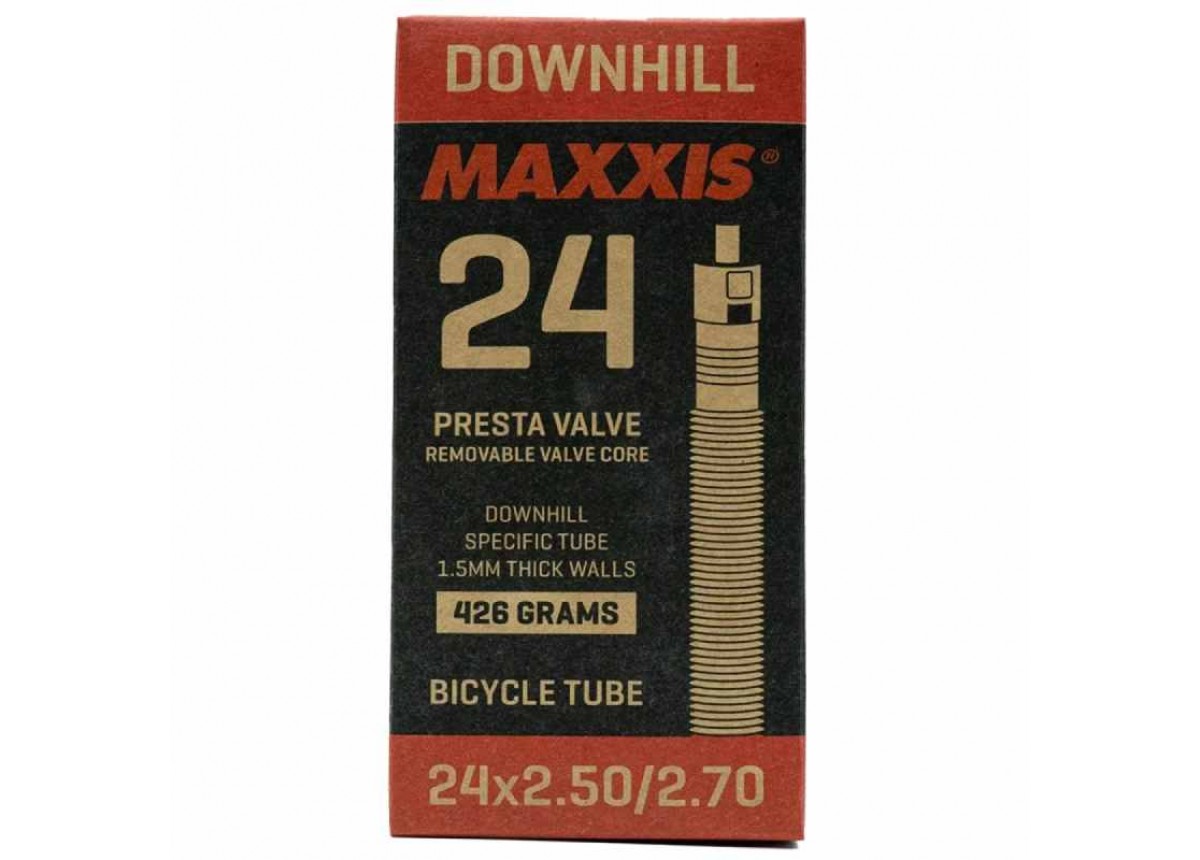 DOWNHILL
MAXXIS®
24
PRESTA VALVE
REMOVABLE VALVE CORE
DOWNHILL
SPECIFIC TUBE
1.5MM THICK WALLS
426 GRAMS
BICYCLE TUBE
24x2.50/2.70